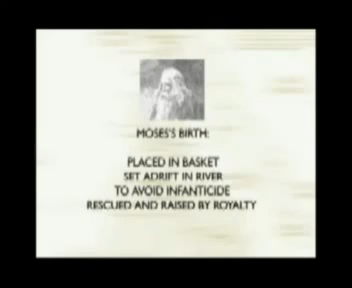 MOSES'S BIRTH:
PLACED IN BASKET
SET ADRIFT IN RIVER
TO AVOID INFANTICIDE
RESCUED AND RAISED BY ROYALTY